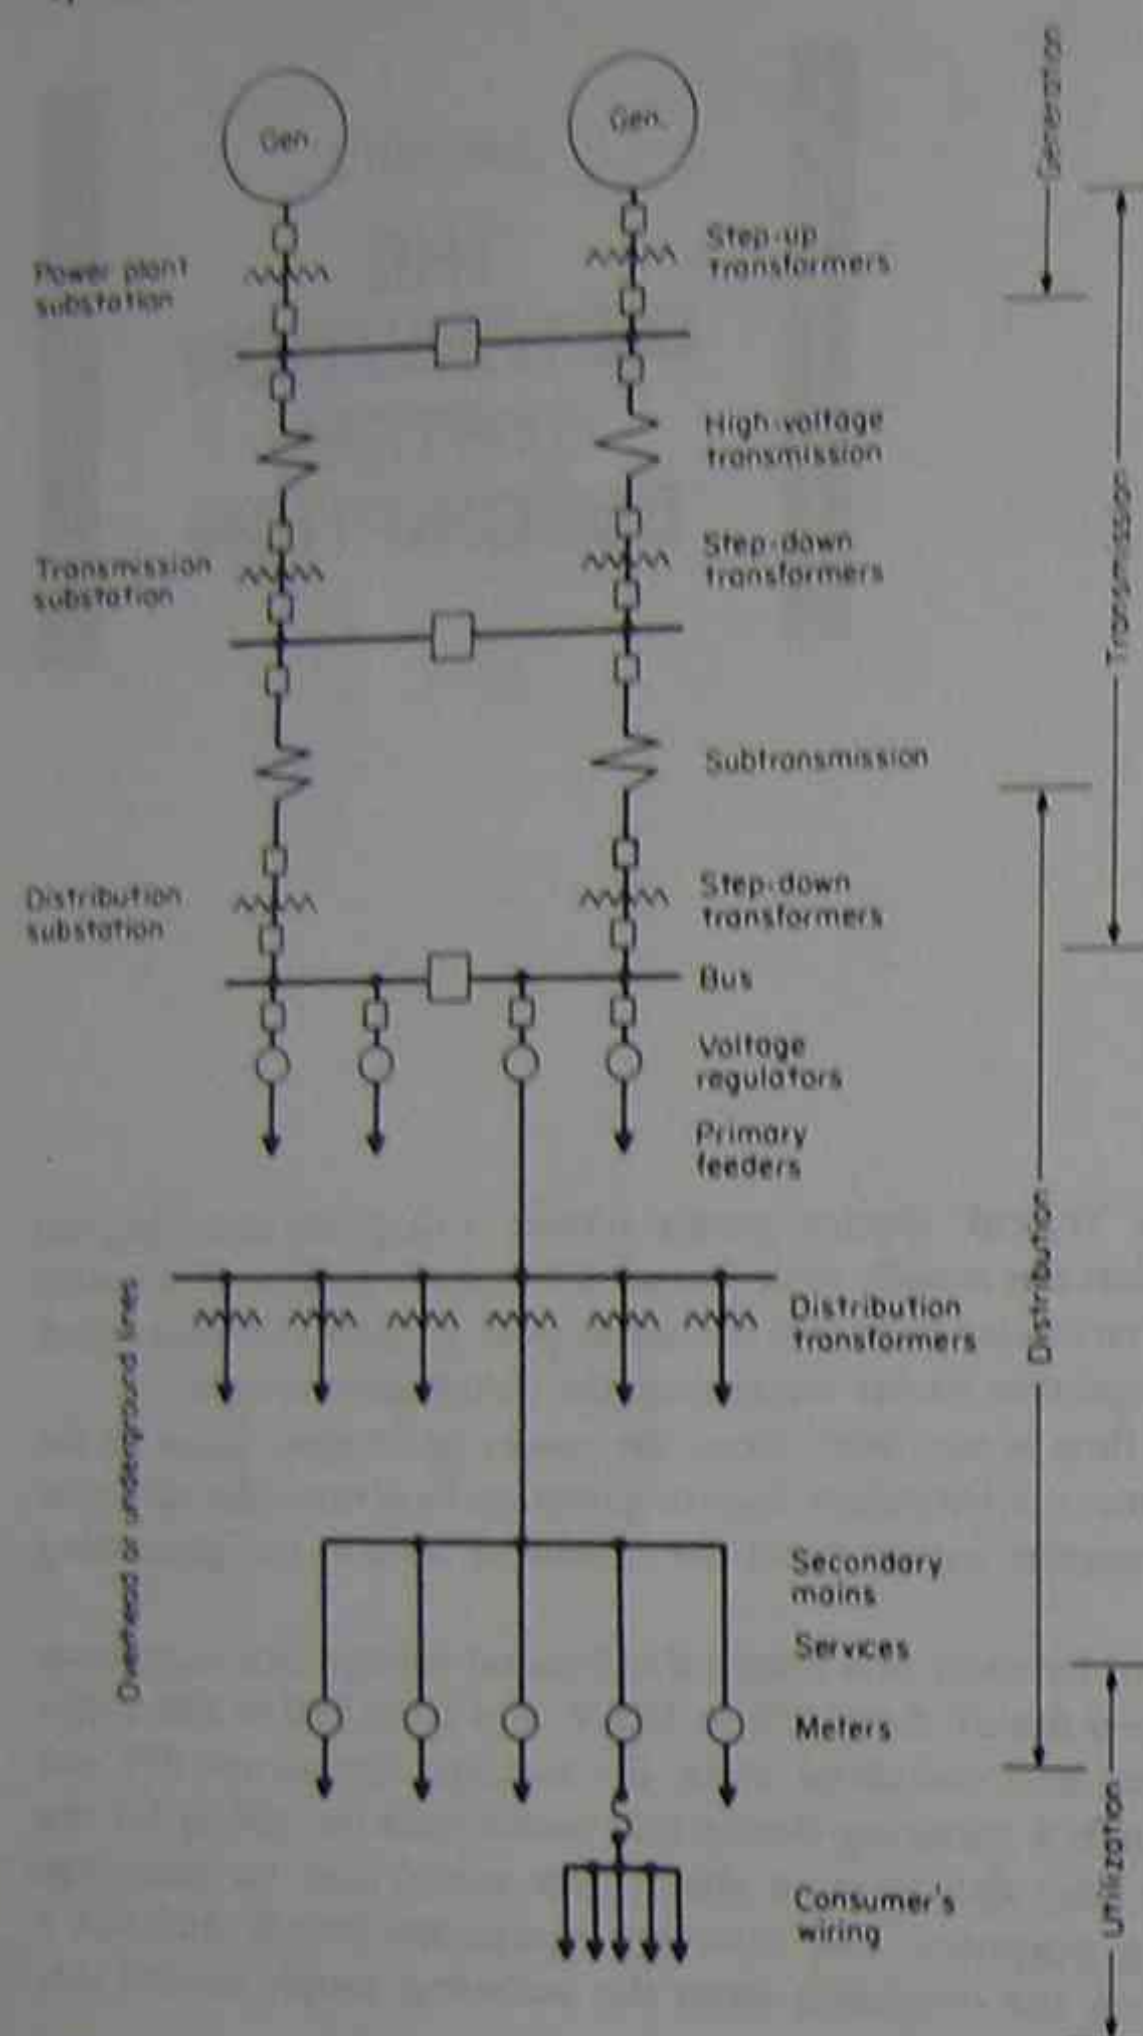 Gen.
Gen.
Generation
Power plant
substation
Step-up
transformers
High-voltage
transmission
Transmission
substation
Step-down
transformers
Transmission
Subtransmission
Distribution
substation
Step-down
transformers
Bus
Voltage
regulators
Primary
feeders
Distribution
Overhead or underground lines
Distribution
transformers
Secondary
mains
Services
Meters
Utilization
Consumer's
wiring